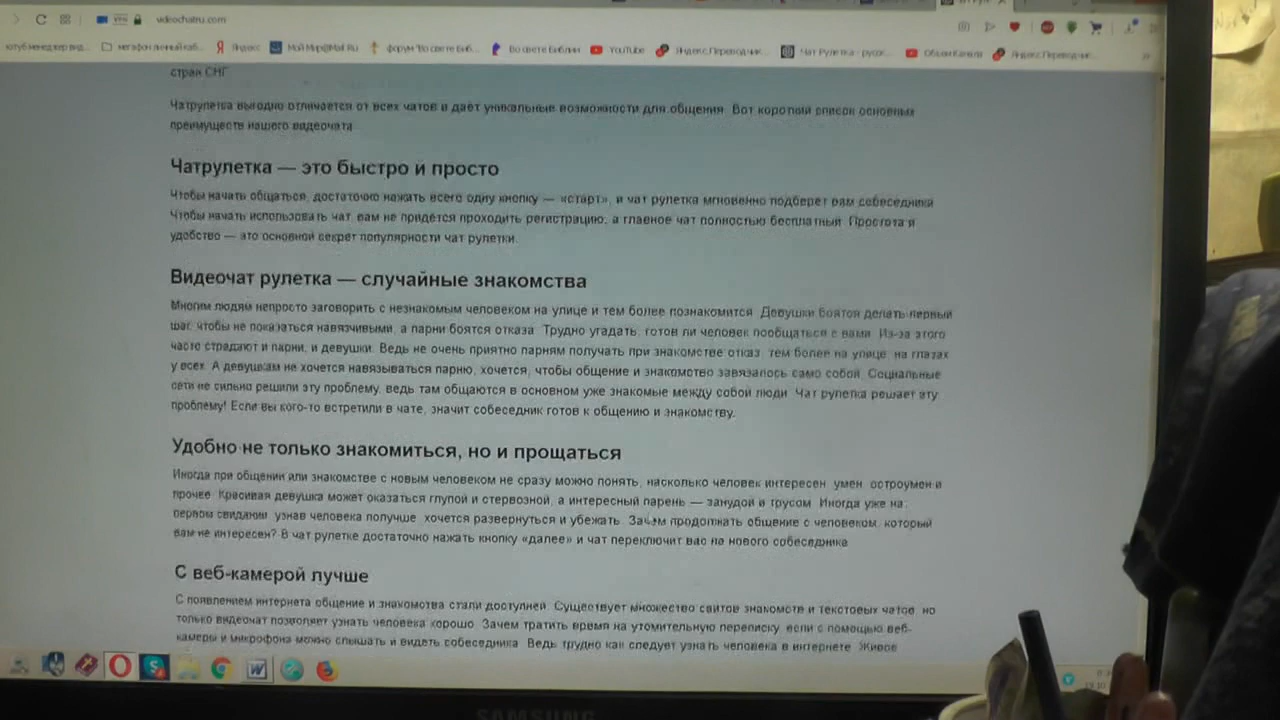 videochatru.com
Яндекс
Мой Мир@Mail.Ru
YouTube
стран СНГ
Чатрулетка выгодно отличается от всех чатов и даёт уникальные возможности для общения. Вот короткий список основных
преимуществ нашего видеочата.
Чатрулетка — это быстро и просто
Чтобы начать общаться, достаточно нажать всего одну кнопку — «старт», и чат рулетка мгновенно подберет вам собеседника.
Чтобы начать использовать чат, вам не придётся проходить регистрацию, а главное чат полностью бесплатный. Простота и
удобство — это основной секрет популярности чат рулетки.
Видеочат рулетка — случайные знакомства
Многим людям непросто заговорить с незнакомым человеком на улице и тем более познакомится. Девушки боятся делать первый
шаг, чтобы не показаться навязчивыми, а парни боятся отказа. Трудно угадать, готов ли человек пообщаться с вами. Из-за этого
часто страдают и парни, и девушки. Ведь не очень приятно парням получать при знакомстве отказ, тем более на улице, на глазах
у всех. А девушкам не хочется навязываться парню, хочется, чтобы общение и знакомство завязалось само собой. Социальные
сети не сильно решили эту проблему, ведь там общаются в основном уже знакомые между собой люди. Чат рулетка решает эту
проблему! Если вы кого-то встретили в чате, значит собеседник готов к общению и знакомству.
Удобно не только знакомиться, но и прощаться
Иногда при общении или знакомстве с новым человеком не сразу можно понять, насколько человек интересен, умен, остроумен и
прочее. Красивая девушка может оказаться глупой и стервозной, а интересный парень — занудой и трусом. Иногда уже на
первом свидании, узнав человека получше, хочется развернуться и убежать. Зачем продолжать общение с человеком, который
вам не интересен? В чат рулетке достаточно нажать кнопку «далее» и чат переключит вас на нового собеседника.
С веб-камерой лучше
С появлением интернета общение и знакомства стали доступней. Существует множество сайтов знакомств и текстовых чатов, но
только видеочат позволяет узнать человека хорошо. Зачем тратить время на утомительную переписку, если с помощью веб-
камеры и микрофона можно слышать и видеть собеседника. Ведь трудно как следует узнать человека в интернете. Живое
SAMSUNG